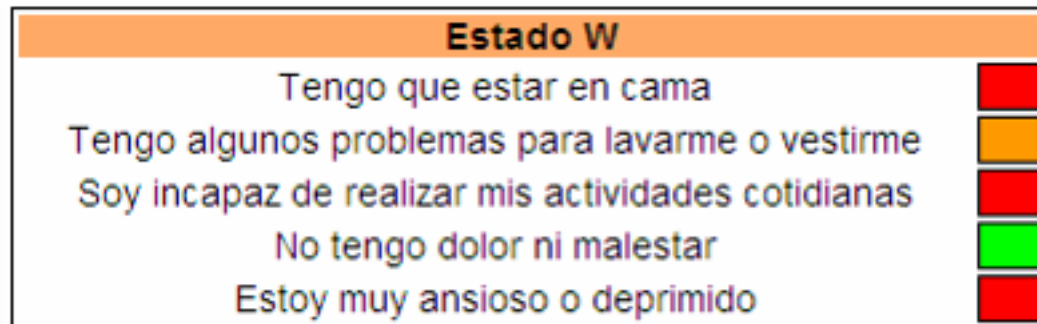 Estado W
Tengo que estar en cama
Tengo algunos problemas para lavarme o vestirme
Soy incapaz de realizar mis actividades cotidianas
No tengo dolor ni malestar
Estoy muy ansioso o deprimido